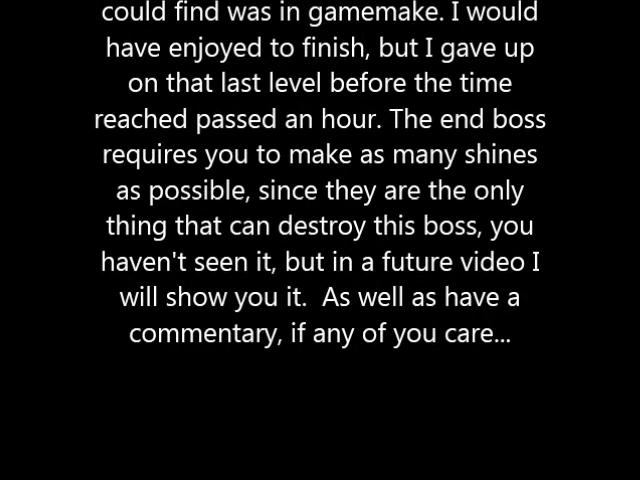 could find was in gamemake. I would
have enjoyed to finish, but I gave up
on that last level before the time
reached passed an hour. The end boss
requires you to make as many shines
as possible, since they are the only
thing that can destroy this boss, you
haven't seen it, but in a future video I
will show you it.  As well as have a
commentary, if any of you care...